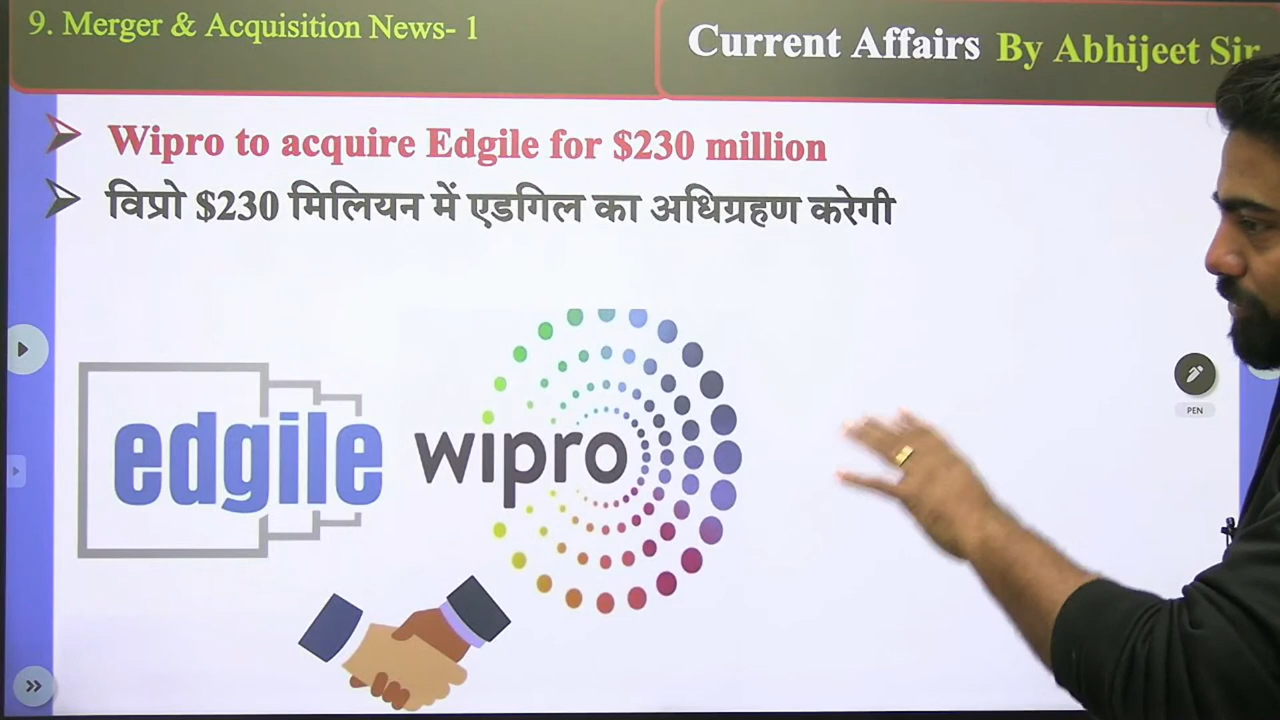 9. Merger & Acquisition News- 1
Current Affairs By Abhijeet Sir
Wipro to acquire Edgile for $230 million
विप्रो $230 मिलियन में एडगिल का अधिग्रहण करेगी
edgile
wipro
PEN